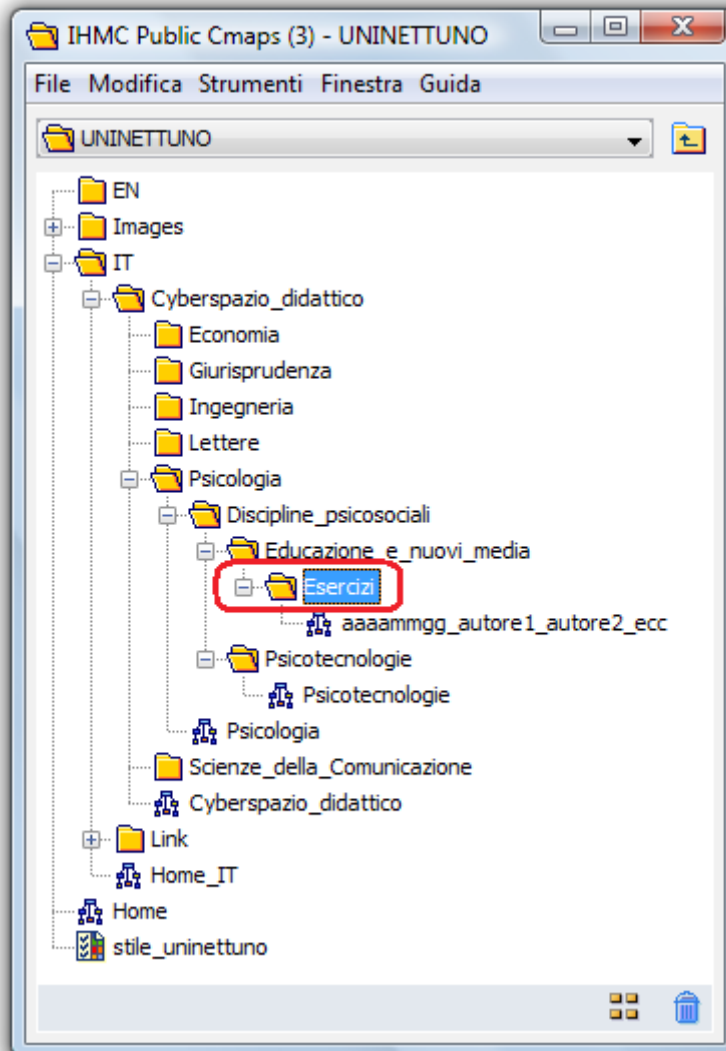 IHMC Public Cmaps (3) - UNINETTUNO
File Modifica Strumenti Finestra Guida
UNINETTUNO
EN
Images
IT
Cyberspazio_didattico
Economia
Giurisprudenza
Ingegneria
Lettere
Psicologia
Discipline_psicosociali
Educazione_e_nuovi_media
Esercizi
aaaammgg_autore1_autore2_ecc
Psicotecnologie
Psicotecnologie
Psicologia
Scienze_della_Comunicazione
Cyberspazio_didattico
Link
Home_IT
Home
stile_uninettuno